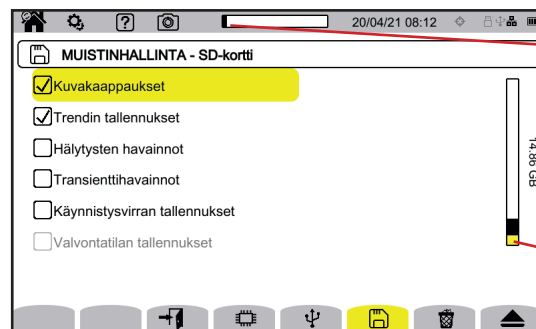 20/04/21 08:12
MUISTINHALLINTA - SD-kortti
Kuvakaappaukset
Trendin tallennukset
Hälytysten havainnot
Transienttihavainnot
Käynnistysvirran tallennukset
Valvontatilan tallennukset
14.86 GB